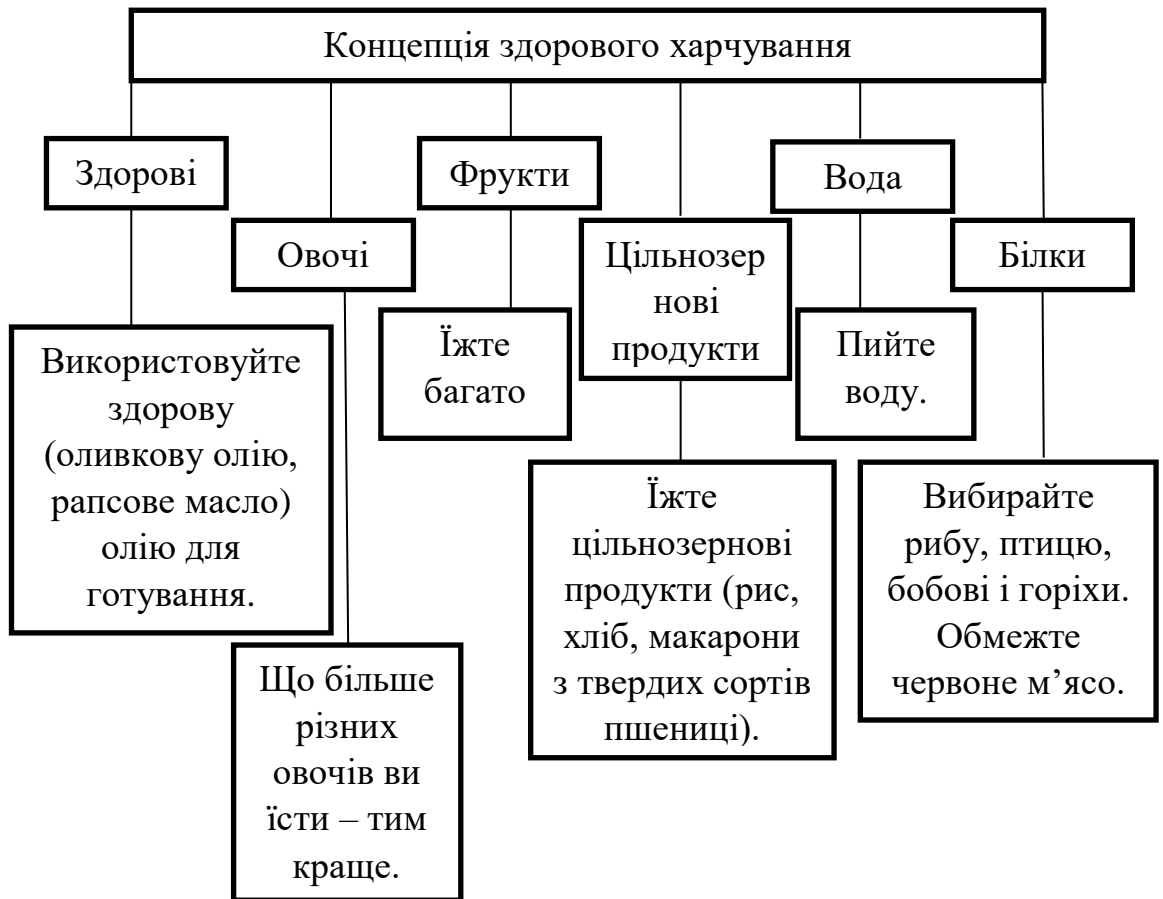 Концепція здорового харчування
Здорові
Використовуйте
здорову
(оливкову олію,
рапсове масло)
олію для
готування.
Овочі
Що більше
різних
овочів ви
їсти – тим
краще.
Фрукти
Їжте
багато
Цільнозер
нові
продукти
Їжте
цільнозернові
продукти (рис,
хліб, макарони
з твердих сортів
пшениці).
Вода
Пийте
воду.
Білки
Вибирайте
рибу, птицю,
бобові і горіхи.
Обмежте
червоне м’ясо.